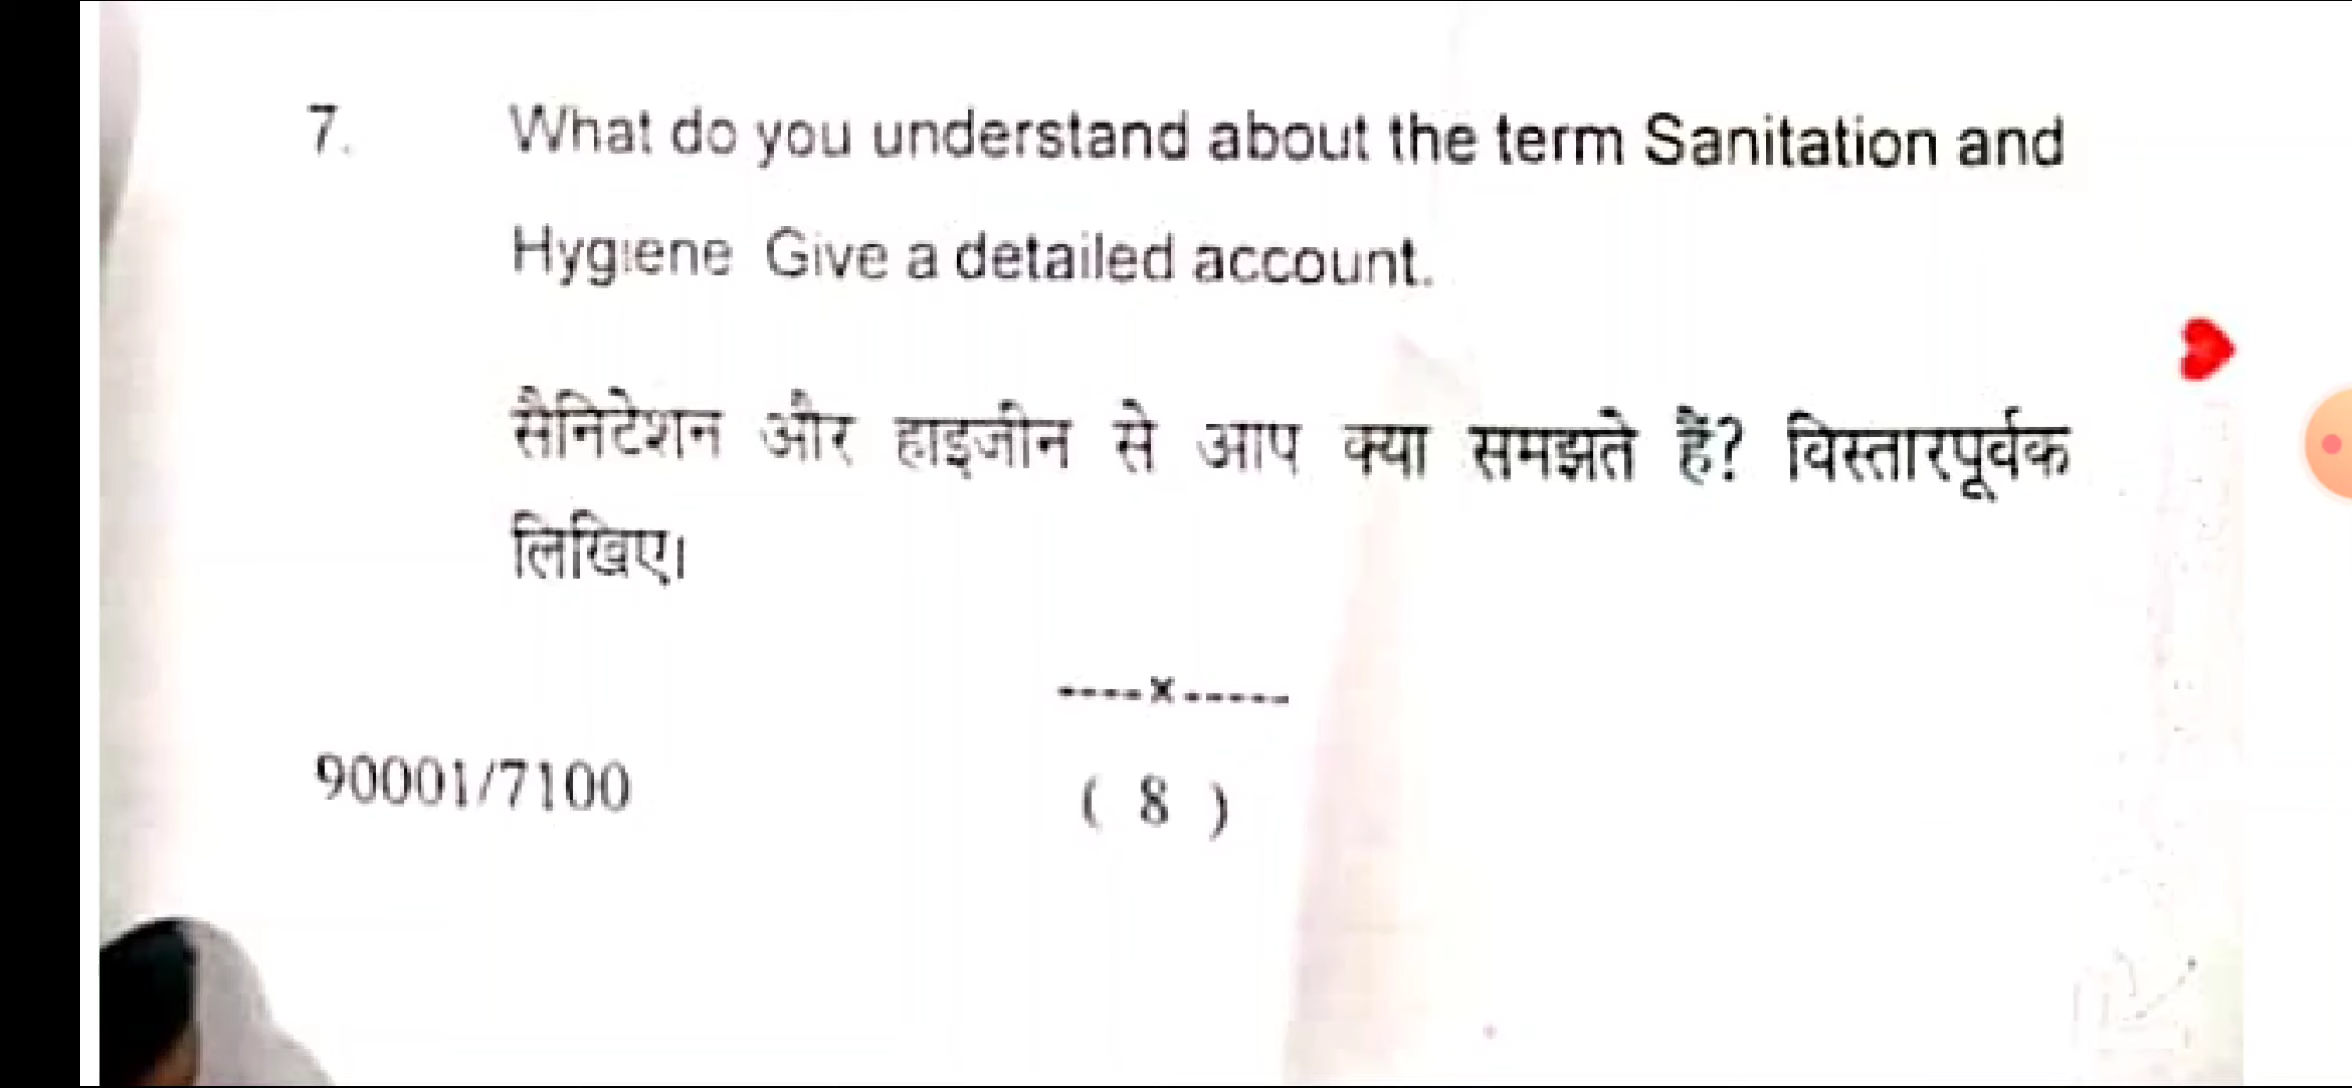 7. What do you understand about the term Sanitation and
Hygiene Give a detailed account.
सैनिटेशन और हाइजीन से आप क्या समझते हैं? विस्तारपूर्वक
लिखिए।
----x-----
90001/7100 ( 8 )